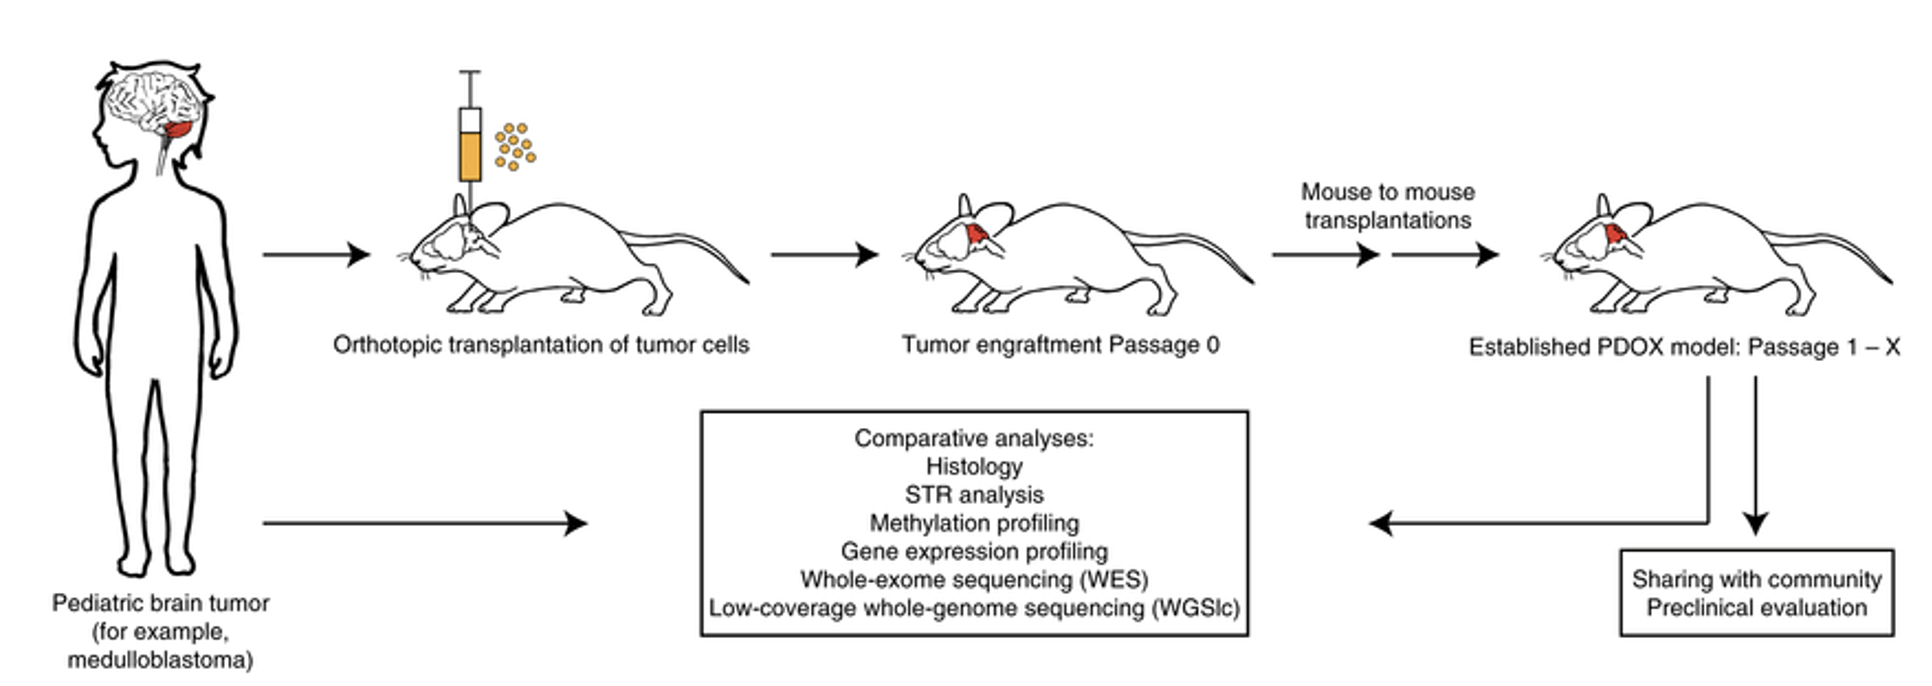 Mouse to mouse
transplantations
Orthotopic transplantation of tumor cells
Tumor engraftment Passage 0
Established PDOX model: Passage 1 – X
Comparative analyses:
Histology
STR analysis
Methylation profiling
Gene expression profiling
Whole-exome sequencing (WES)
Low-coverage whole-genome sequencing (WGSlc)
Sharing with community
Preclinical evaluation
Pediatric brain tumor
(for example,
medulloblastoma)